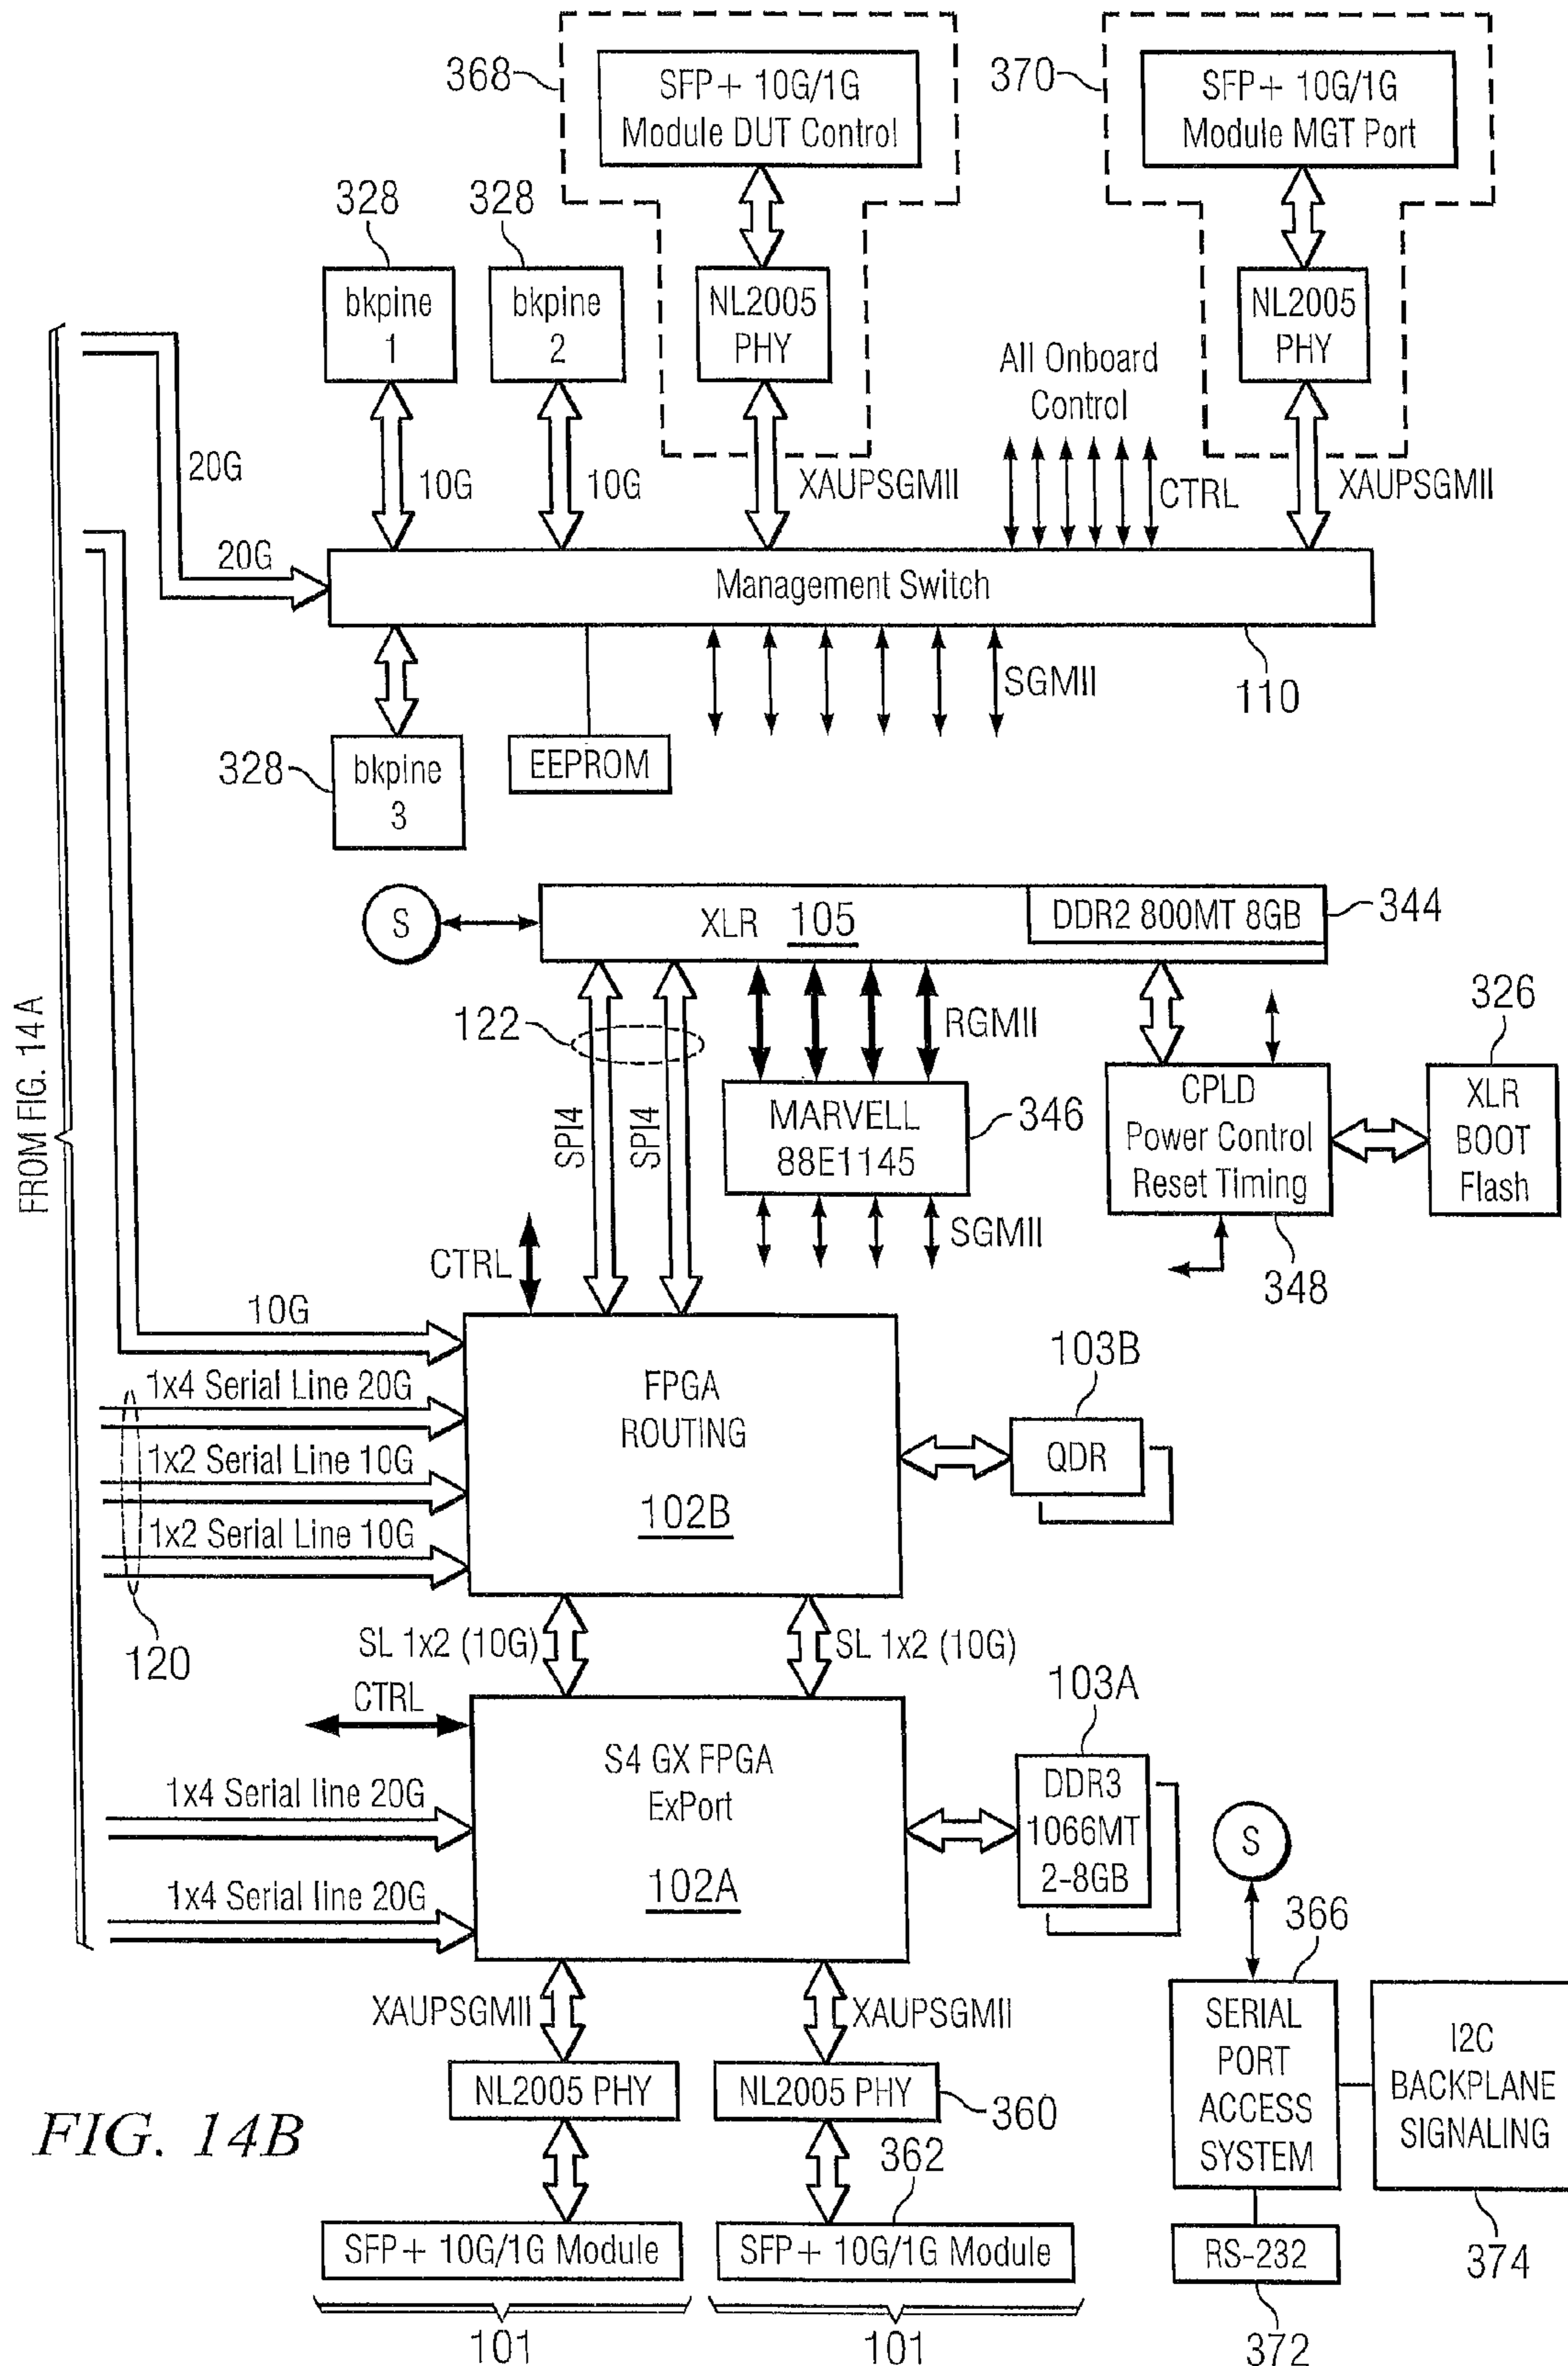 368
SFP+ 10G/1G
Module DUT Control
370
SFP+ 10G/1G
Module MGT Port
328
328
bkpine
1
bkpine
2
NL2005
PHY
NL2005
PHY
All Onboard
Control
20G
10G
10G
XAUPSGMII
CTRL
XAUPSGMII
20G
Management Switch
SGMII
110
328
bkpine
3
EEPROM
S
XLR 105
DDR2 800MT 8GB
344
122
RGMII
326
SPI4
SPI4
MARVELL
88E1145
346
CPLD
Power Control
Reset Timing
XLR
BOOT
Flash
SGMII
348
CTRL
FROM FIG. 14A
10G
1x4 Serial Line 20G
1x2 Serial Line 10G
1x2 Serial Line 10G
120
FPGA
ROUTING
102B
103B
QDR
SL 1x2 (10G)
SL 1x2 (10G)
CTRL
103A
S4 GX FPGA
ExPort
102A
DDR3
1066MT
2-8GB
1x4 Serial line 20G
1x4 Serial line 20G
S
366
XAUPSGMII
XAUPSGMII
SERIAL
PORT
ACCESS
SYSTEM
I2C
BACKPLANE
SIGNALING
NL2005 PHY
NL2005 PHY
360
FIG. 14B
362
SFP+ 10G/1G Module
SFP+ 10G/1G Module
RS-232
374
101
101
372